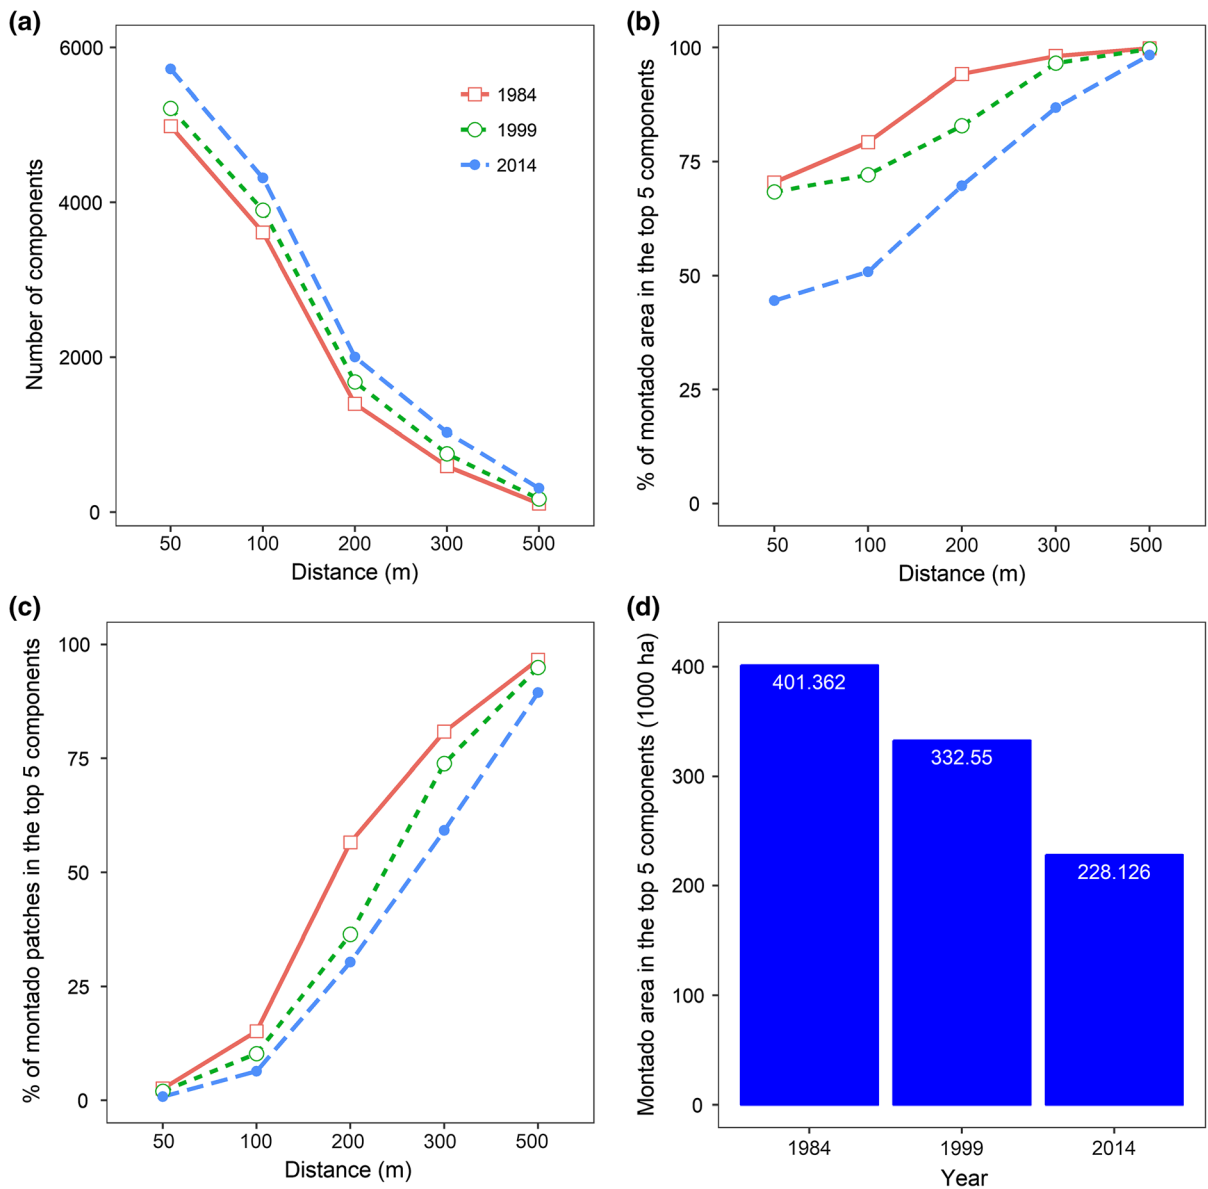 (a)
Number of components
6000
4000
2000
0
1984
1999
2014
50 100 200 300 500
Distance (m)
(b)
% of montado area in the top 5 components
100
75
50
25
0
50 100 200 300 500
Distance (m)
(c)
% of montado patches in the top 5 components
100
75
50
25
0
50 100 200 300 500
Distance (m)
(d)
Montado area in the top 5 components (1000 ha)
400
300
200
100
0
401.362
332.55
228.126
1984 1999 2014
Year